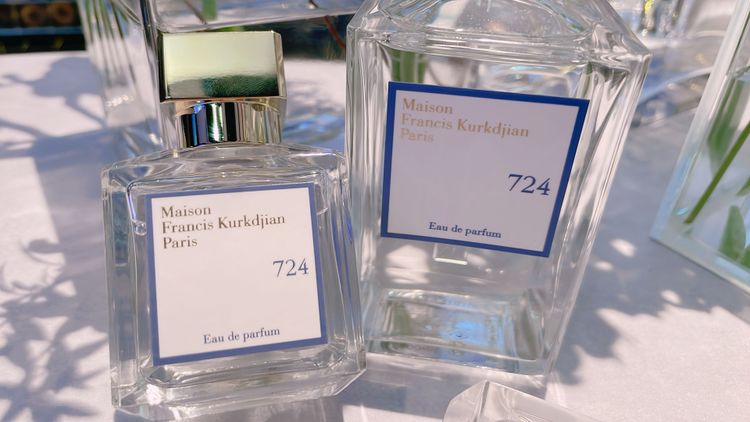 Maison
Francis Kurkdjian
Paris
724
Eau de parfum
Maison
Francis Kurkdjian
Paris
724
Eau de parfum